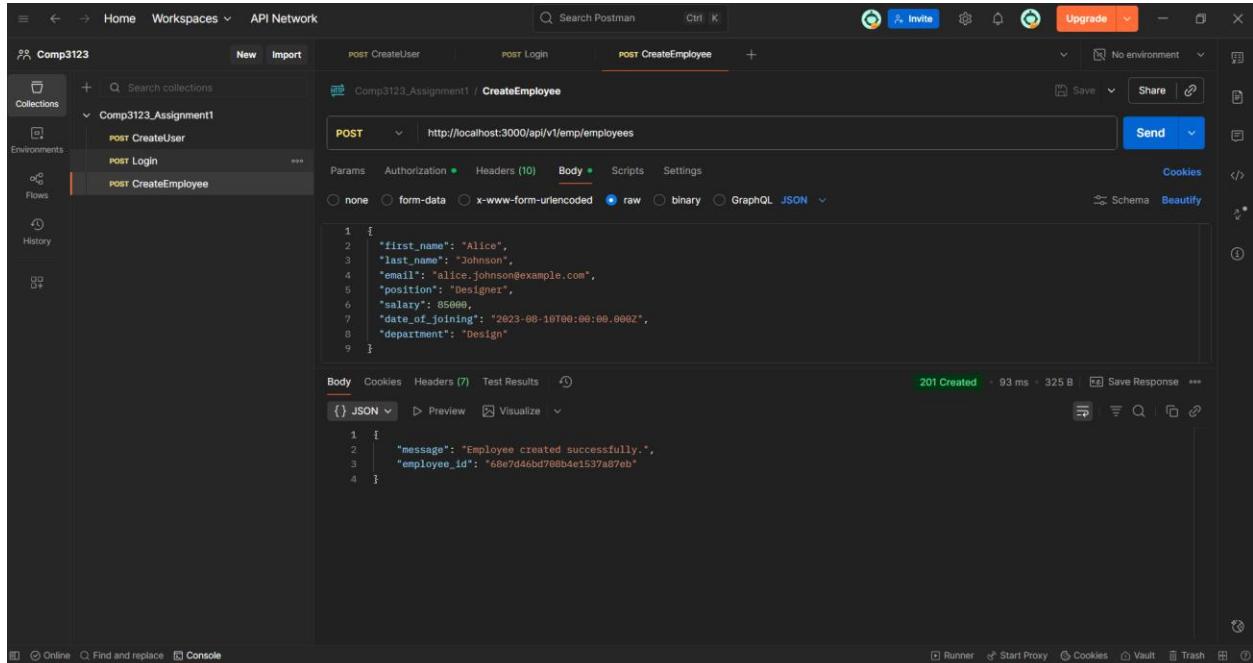 Home Workspaces API Network Search Postman Ctrl K Invite Upgrade
Comp3123 New Import POST CreateUser POST Login POST CreateEmployee No environment
Collections
Environments
Flows
History
Search collections
Comp3123_Assignment1
POST CreateUser
POST Login
POST CreateEmployee
HTTP Comp3123_Assignment1 / CreateEmployee Save Share
POST http://localhost:3000/api/v1/emp/employees Send
Params Authorization Headers (10) Body Scripts Settings Cookies
none form-data x-www-form-urlencoded raw binary GraphQL JSON Schema Beautify
1 {
2 "first_name": "Alice",
3 "last_name": "Johnson",
4 "email": "alice.johnson@example.com",
5 "position": "Designer",
6 "salary": 85000,
7 "date_of_joining": "2023-08-10T00:00:00.000Z",
8 "department": "Design"
9 }
Body Cookies Headers (7) Test Results 201 Created 93 ms 325 B e.g. Save Response
{} JSON Preview Visualize
1 {
2 "message": "Employee created successfully.",
3 "employee_id": "68e7d46bd708b4e1537a87eb"
4 }
Online Find and replace Console Runner Start Proxy Cookies Vault Trash